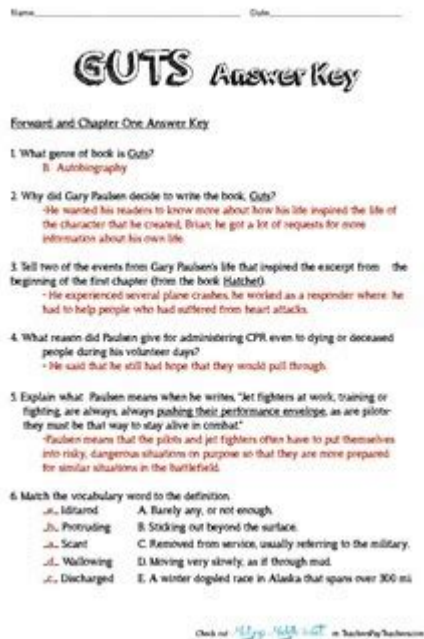 Name
Date
GUTS Answer Key
Forward and Chapter One Answer Key
1. What genre of book is Guts?
B. Autobiography
2. Why did Gary Paulsen decide to write the book, Guts?
-He wanted his readers to know more about how his life inspired the life of
the character that he created, Brian; he got a lot of requests for more
information about his own life.
3. Tell two of the events from Gary Paulsen's life that inspired the excerpt from the
beginning of the first chapter (from the book Hatchet).
- He experienced several plane crashes, he worked as a responder where he
had to help people who had suffered from heart attacks.
4. What reason did Paulsen give for administering CPR even to dying or deceased
people during his volunteer days?
- He said that he still had hope that they would pull through.
5. Explain what Paulsen means when he writes, "Jet fighters at work, training or
fighting, are always, always pushing their performance envelope, as are pilots-
they must be that way to stay alive in combat."
-Paulsen means that the pilots and jet fighters often have to put themselves
into risky, dangerous situations on purpose so that they are more prepared
for similar situations in the battlefield.
6. Match the vocabulary word to the definition.
e. Iditarod A. Barely any, or not enough.
b. Protruding B. Sticking out beyond the surface.
a. Scant C. Removed from service, usually referring to the military.
d. Wallowing D. Moving very slowly, as if through mud.
c. Discharged E. A winter dogsled race in Alaska that spans over 300 mi
Check out on TeachersPayTeachers.com